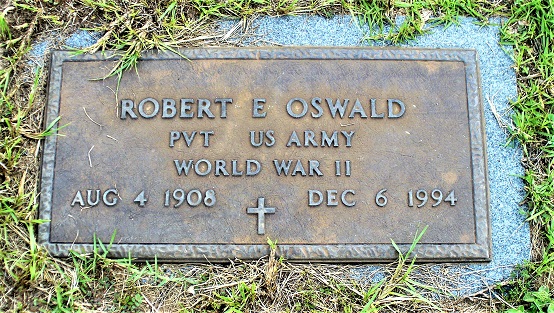 ROBERT E OSWALD
PVT US ARMY
WORLD WAR II
AUG 4 1908 DEC 6 1994